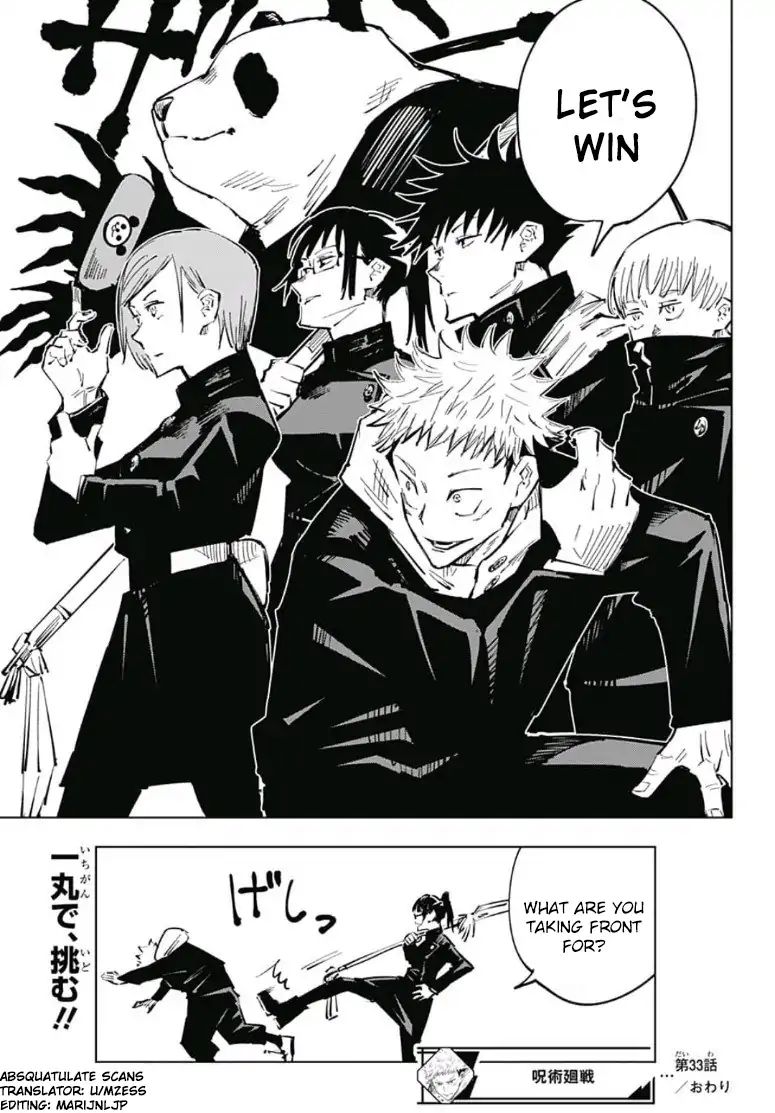 ザッ
LET'S
WIN
WHAT ARE YOU
TAKING FRONT
FOR?
げしっ
一丸で、挑む!!
いちがん
いど
呪術廻戦
…
第33話
だい わ
／おわり
ABSQUATULATE SCANS
TRANSLATOR: U/MZESS
EDITING: MARIJNLJP